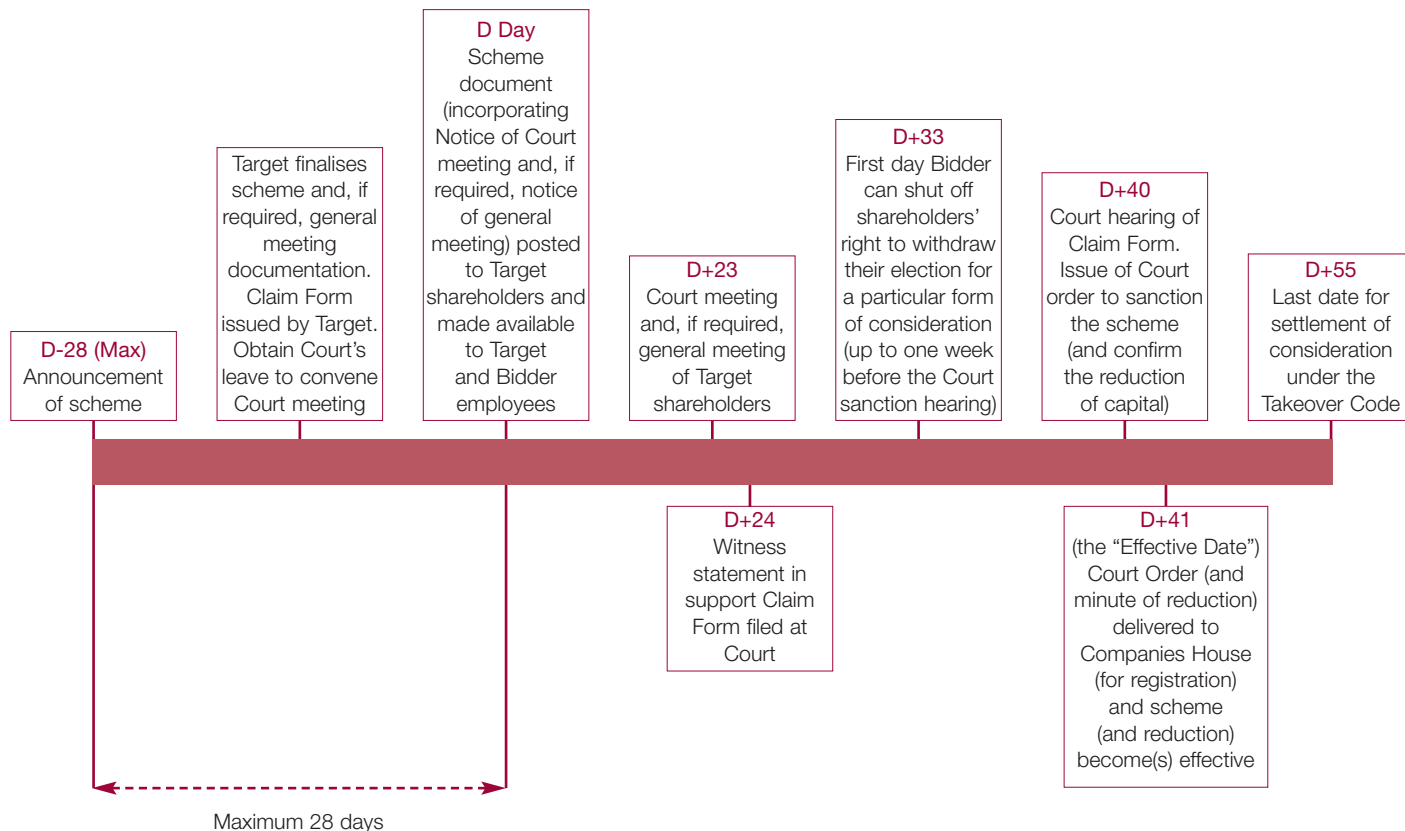 D-28 (Max)
Announcement
of scheme
Target finalises
scheme and, if
required, general
meeting
documentation.
Claim Form
issued by Target.
Obtain Court’s
leave to convene
Court meeting
D Day
Scheme
document
(incorporating
Notice of Court
meeting and, if
required, notice
of general
meeting) posted
to Target
shareholders and
made available
to Target
and Bidder
employees
D+23
Court meeting
and, if required,
general meeting
of Target
shareholders
D+24
Witness
statement in
support Claim
Form filed at
Court
D+33
First day Bidder
can shut off
shareholders’
right to withdraw
their election for
a particular form
of consideration
(up to one week
before the Court
sanction hearing)
D+40
Court hearing of
Claim Form.
Issue of Court
order to sanction
the scheme
(and confirm
the reduction
of capital)
D+41
(the “Effective Date”)
Court Order (and
minute of reduction)
delivered to
Companies House
(for registration)
and scheme
(and reduction)
become(s) effective
D+55
Last date for
settlement of
consideration
under the
Takeover Code
Maximum 28 days